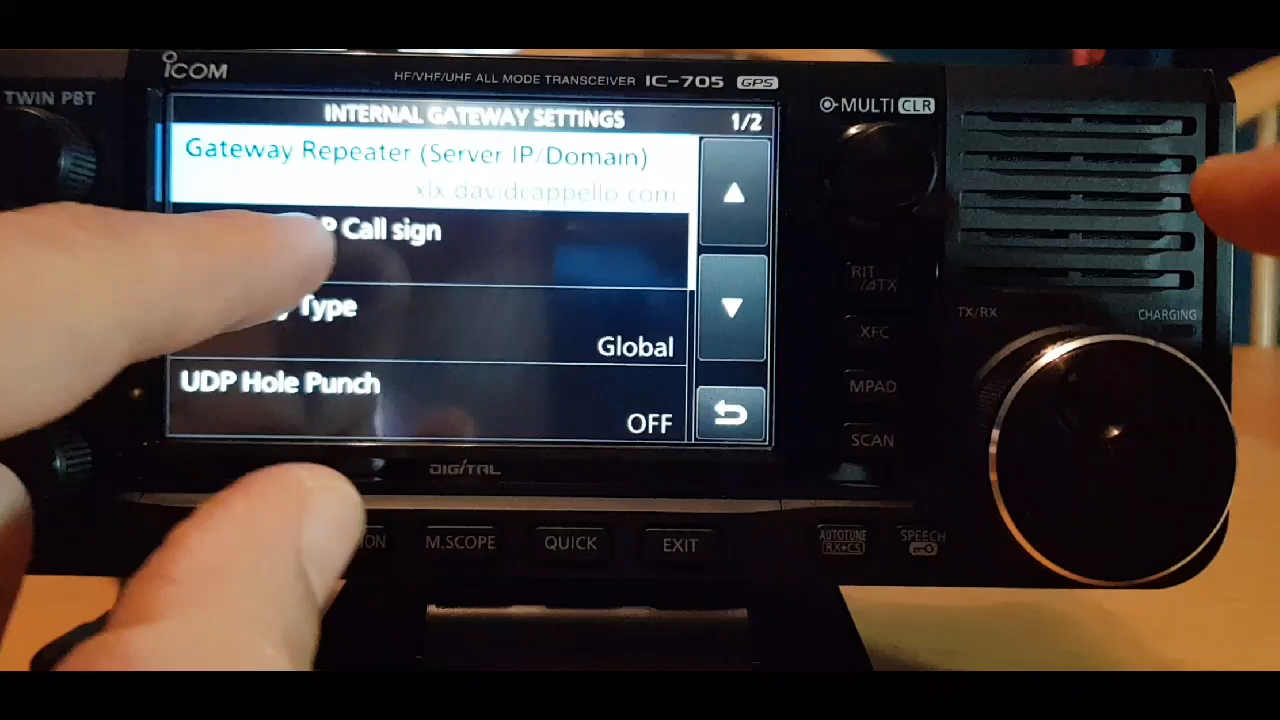 ICOM
HF/VHF/UHF ALL MODE TRANSCEIVER IC-705 GPS
TWIN PBT
MULTI CLR
INTERNAL GATEWAY SETTINGS 1/2
Gateway Repeater (Server IP/Domain)
xlx.davidcappello.com
P Call sign
Type
Global
UDP Hole Punch
OFF
RIT
/⊿TX
XFC
MPAD
SCAN
TX/RX
CHARGING
DIGITAL
M.SCOPE
QUICK
EXIT
AUTOTUNE
RX→CS
SPEECH